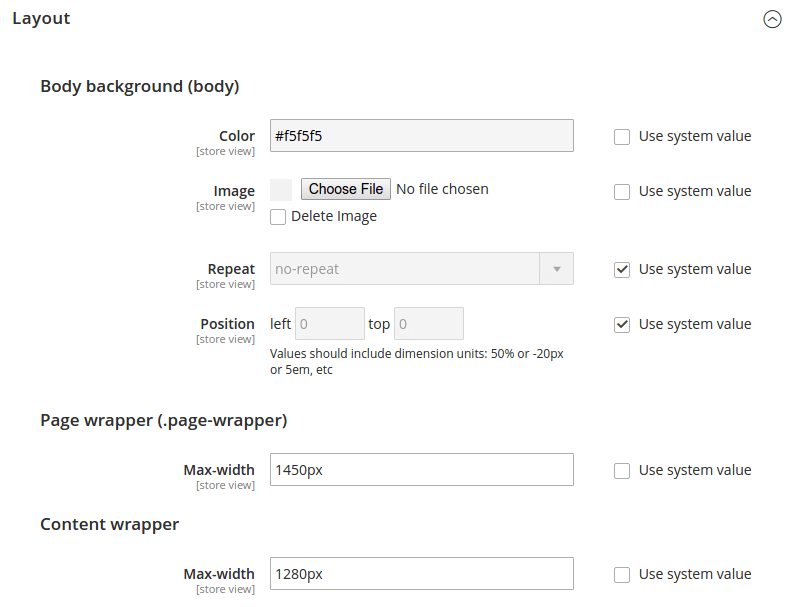 Layout
Body background (body)
Color #f5f5f5 Use system value
[store view]
Image Choose File No file chosen Use system value
[store view]
Delete Image
Repeat no-repeat Use system value
[store view]
Position left 0 top 0 Use system value
[store view]
Values should include dimension units: 50% or -20px
or 5em, etc
Page wrapper (.page-wrapper)
Max-width 1450px Use system value
[store view]
Content wrapper
Max-width 1280px Use system value
[store view]